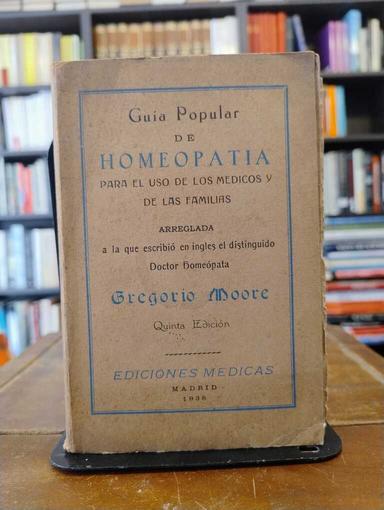 Guía Popular
DE
HOMEOPATIA
PARA EL USO DE LOS MEDICOS Y
DE LAS FAMILIAS
ARREGLADA
a la que escribió en ingles el distinguido
Doctor Homeópata
Gregorio Moore
Quinta Edición
EDICIONES MEDICAS
MADRID
1936